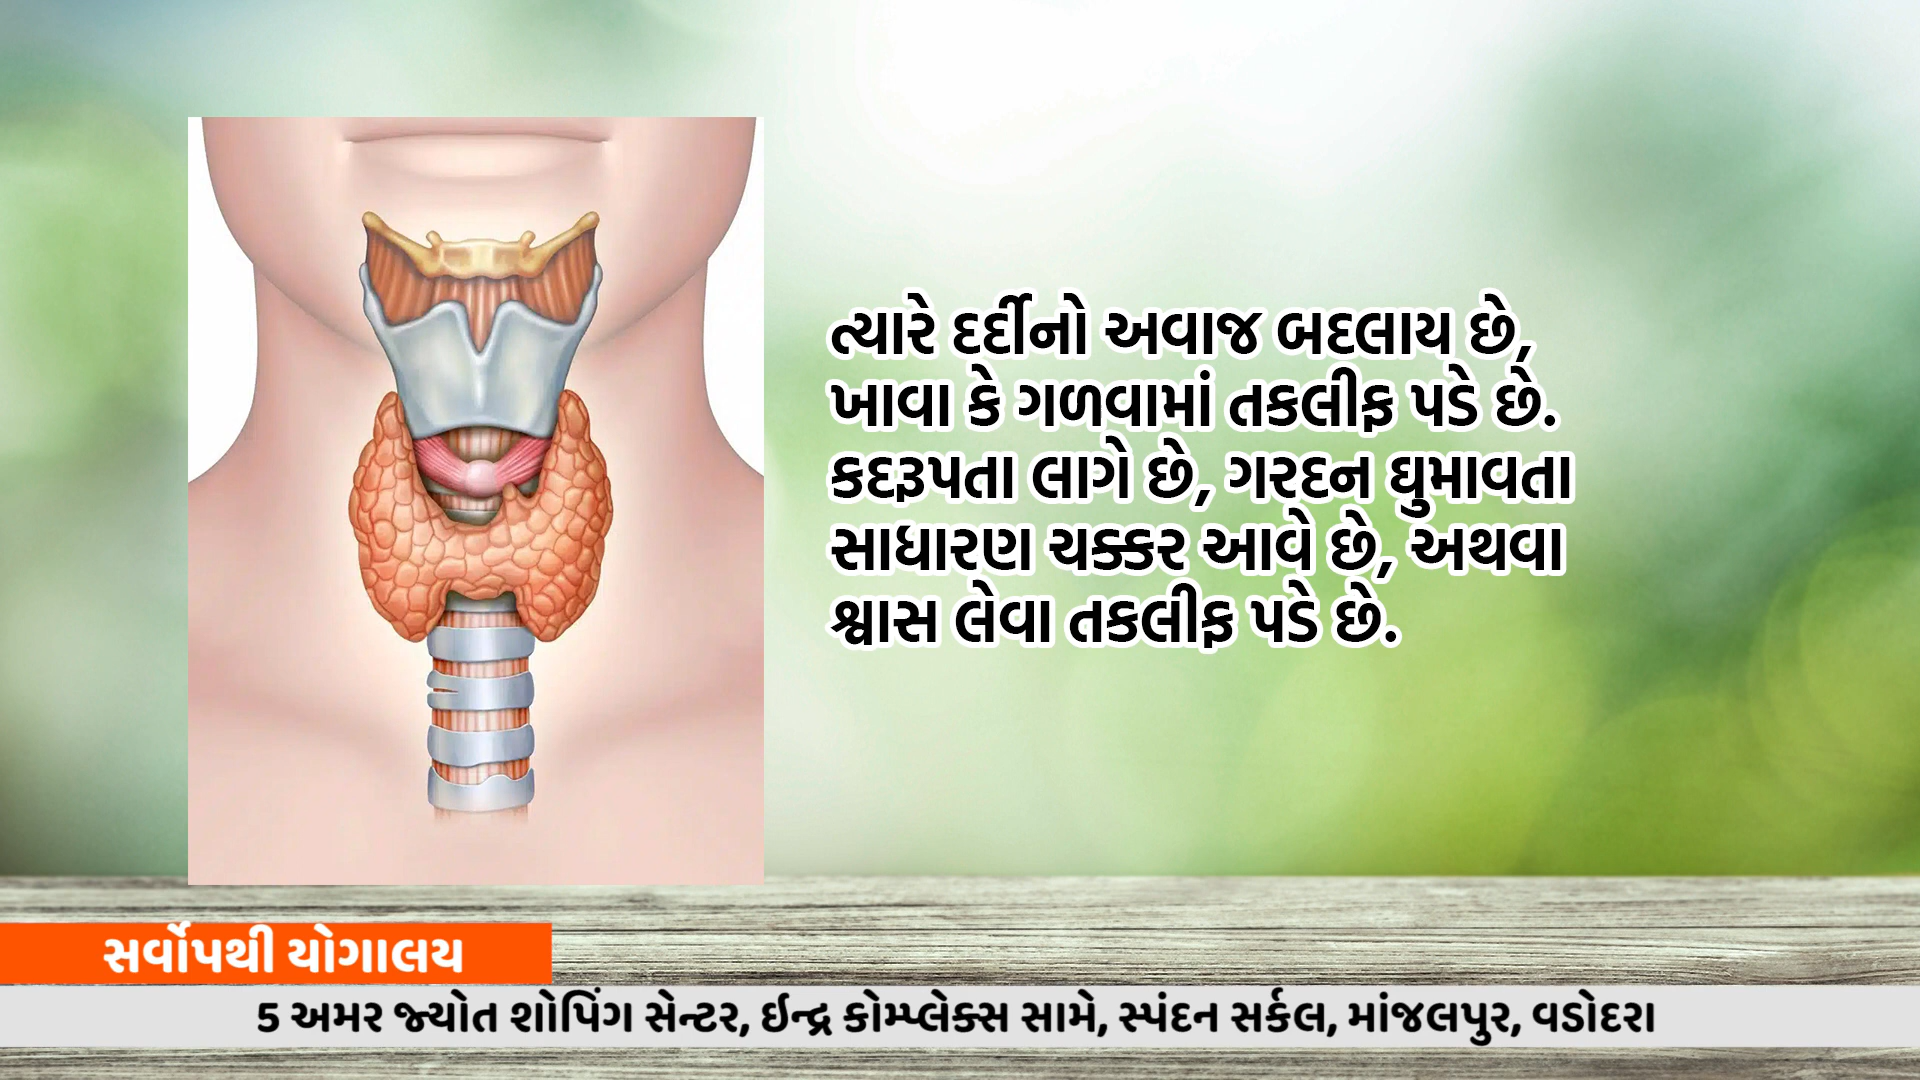 ત્યારે દર્દીનો અવાજ બદલાય છે,
ખાવા કે ગળવામાં તકલીફ પડે છે.
કદરૂપતા લાગે છે, ગરદન ઘુમાવતા
સાધારણ ચક્કર આવે છે, અથવા
શ્વાસ લેવા તકલીફ પડે છે.
સર્વોપથી યોગાલય
5 અમર જ્યોત શોપિંગ સેન્ટર, ઇન્દ્ર કોમ્પ્લેક્સ સામે, સ્પંદન સર્કલ, માંજલપુર, વડોદરા